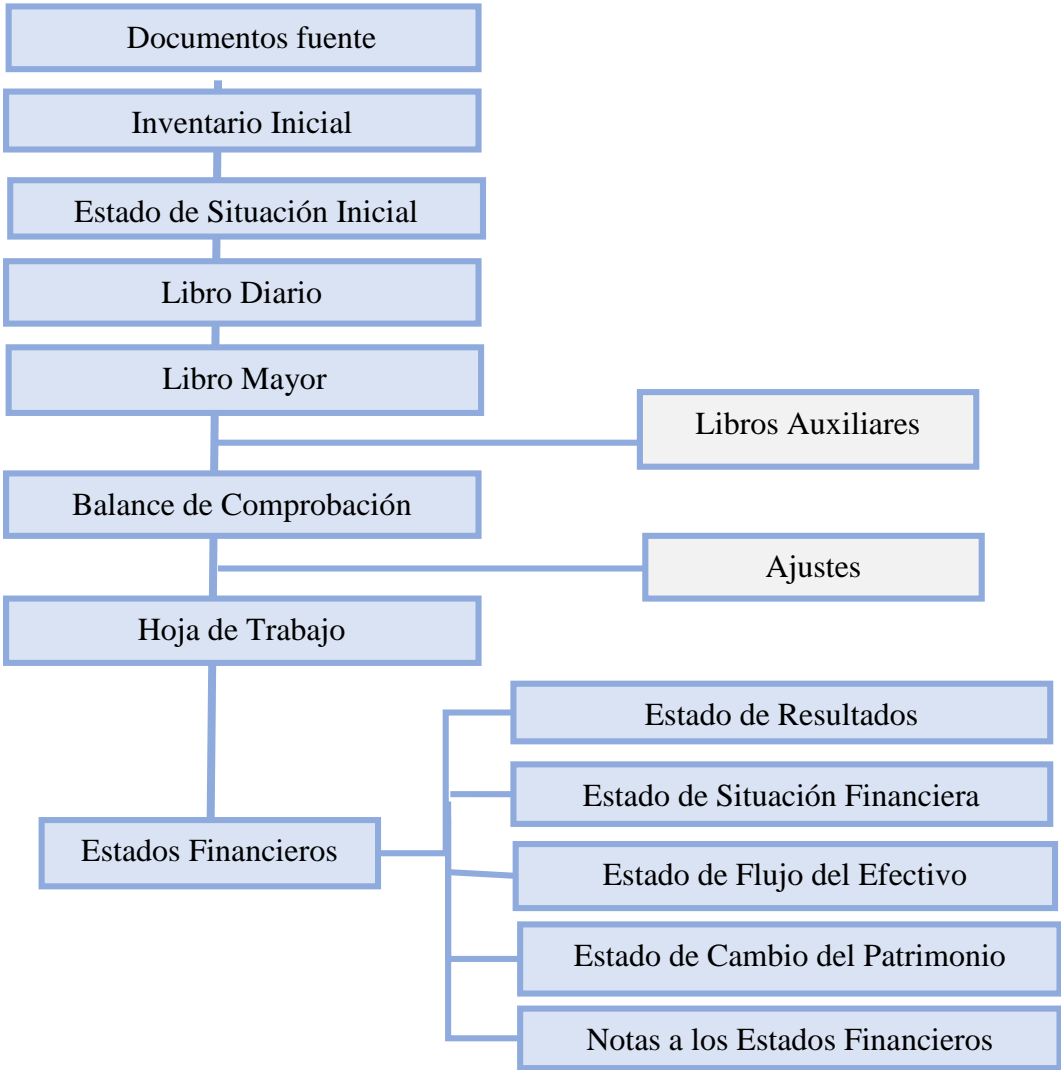 Documentos fuente
Inventario Inicial
Estado de Situación Inicial
Libro Diario
Libro Mayor
Libros Auxiliares
Balance de Comprobación
Ajustes
Hoja de Trabajo
Estado de Resultados
Estado de Situación Financiera
Estados Financieros
Estado de Flujo del Efectivo
Estado de Cambio del Patrimonio
Notas a los Estados Financieros